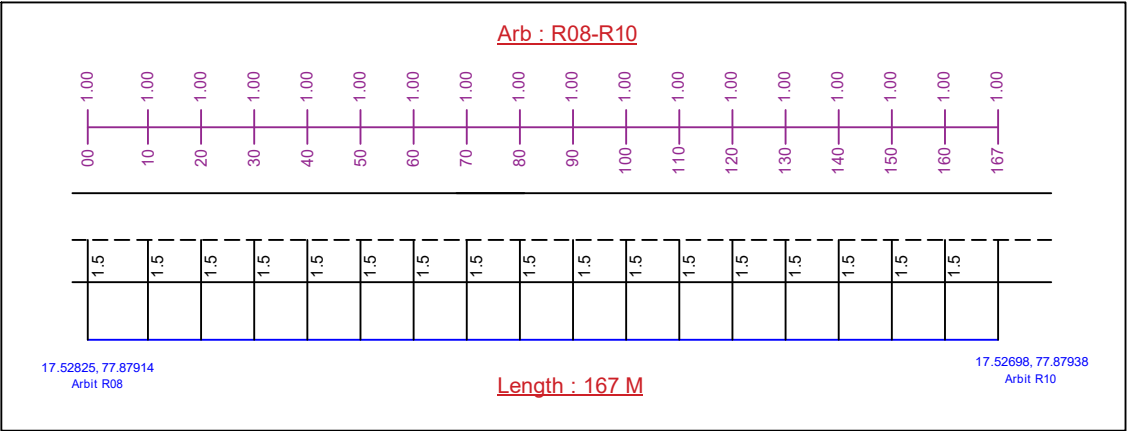 Arb : R08-R10
1.00 1.00 1.00 1.00 1.00 1.00 1.00 1.00 1.00 1.00 1.00 1.00 1.00 1.00 1.00 1.00 1.00 1.00
00 10 20 30 40 50 60 70 80 90 100 110 120 130 140 150 160 167
1.5 1.5 1.5 1.5 1.5 1.5 1.5 1.5 1.5 1.5 1.5 1.5 1.5 1.5 1.5 1.5 1.5
17.52825, 77.87914
Arbit R08
Length : 167 M
17.52698, 77.87938
Arbit R10